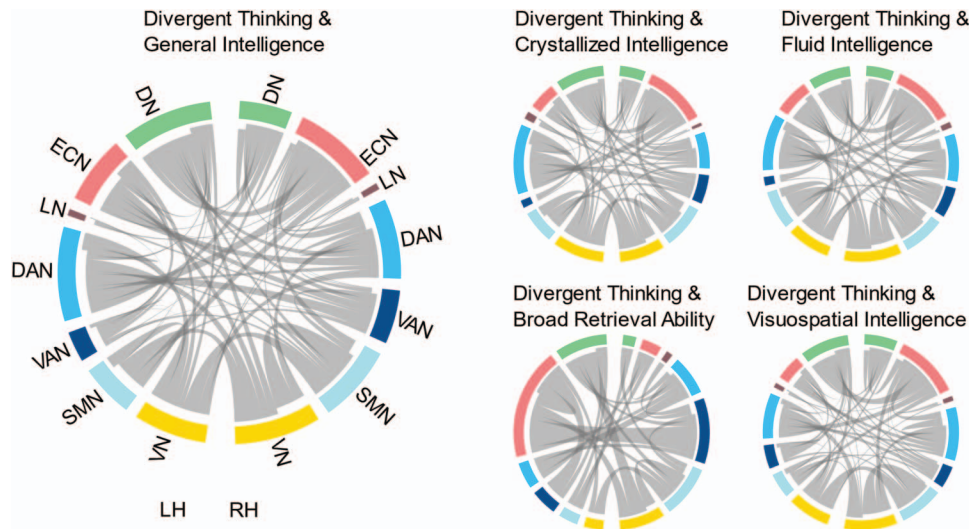 Divergent Thinking &
General Intelligence
DN
DN
ECN
ECN
LN
LN
DAN
DAN
VAN
VAN
SMN
SMN
VN
VN
LH
RH
Divergent Thinking &
Crystallized Intelligence
Divergent Thinking &
Fluid Intelligence
Divergent Thinking &
Broad Retrieval Ability
Divergent Thinking &
Visuospatial Intelligence